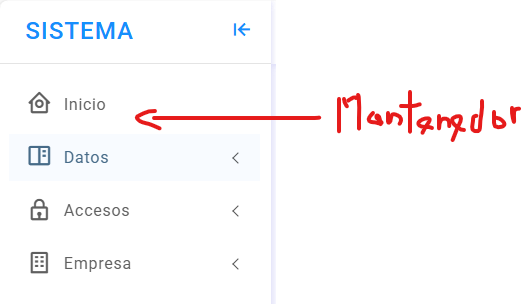 SISTEMA
Inicio
Mantenedor
Datos
Accesos
Empresa